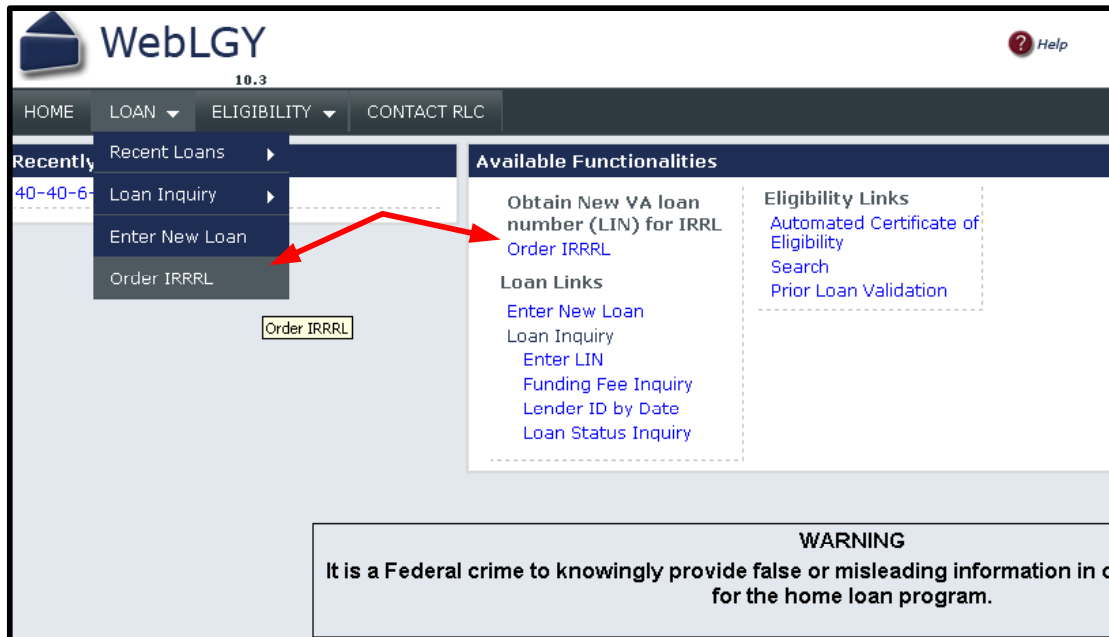 WebLGY
10.3
Help
HOME LOAN ELIGIBILITY CONTACT RLC
Recently
40-40-6-
Recent Loans
Loan Inquiry
Enter New Loan
Order IRRRL
Order IRRRL
Available Functionalities
Obtain New VA loan
number (LIN) for IRRL
Order IRRRL
Loan Links
Enter New Loan
Loan Inquiry
Enter LIN
Funding Fee Inquiry
Lender ID by Date
Loan Status Inquiry
Eligibility Links
Automated Certificate of
Eligibility
Search
Prior Loan Validation
WARNING
It is a Federal crime to knowingly provide false or misleading information in
for the home loan program.